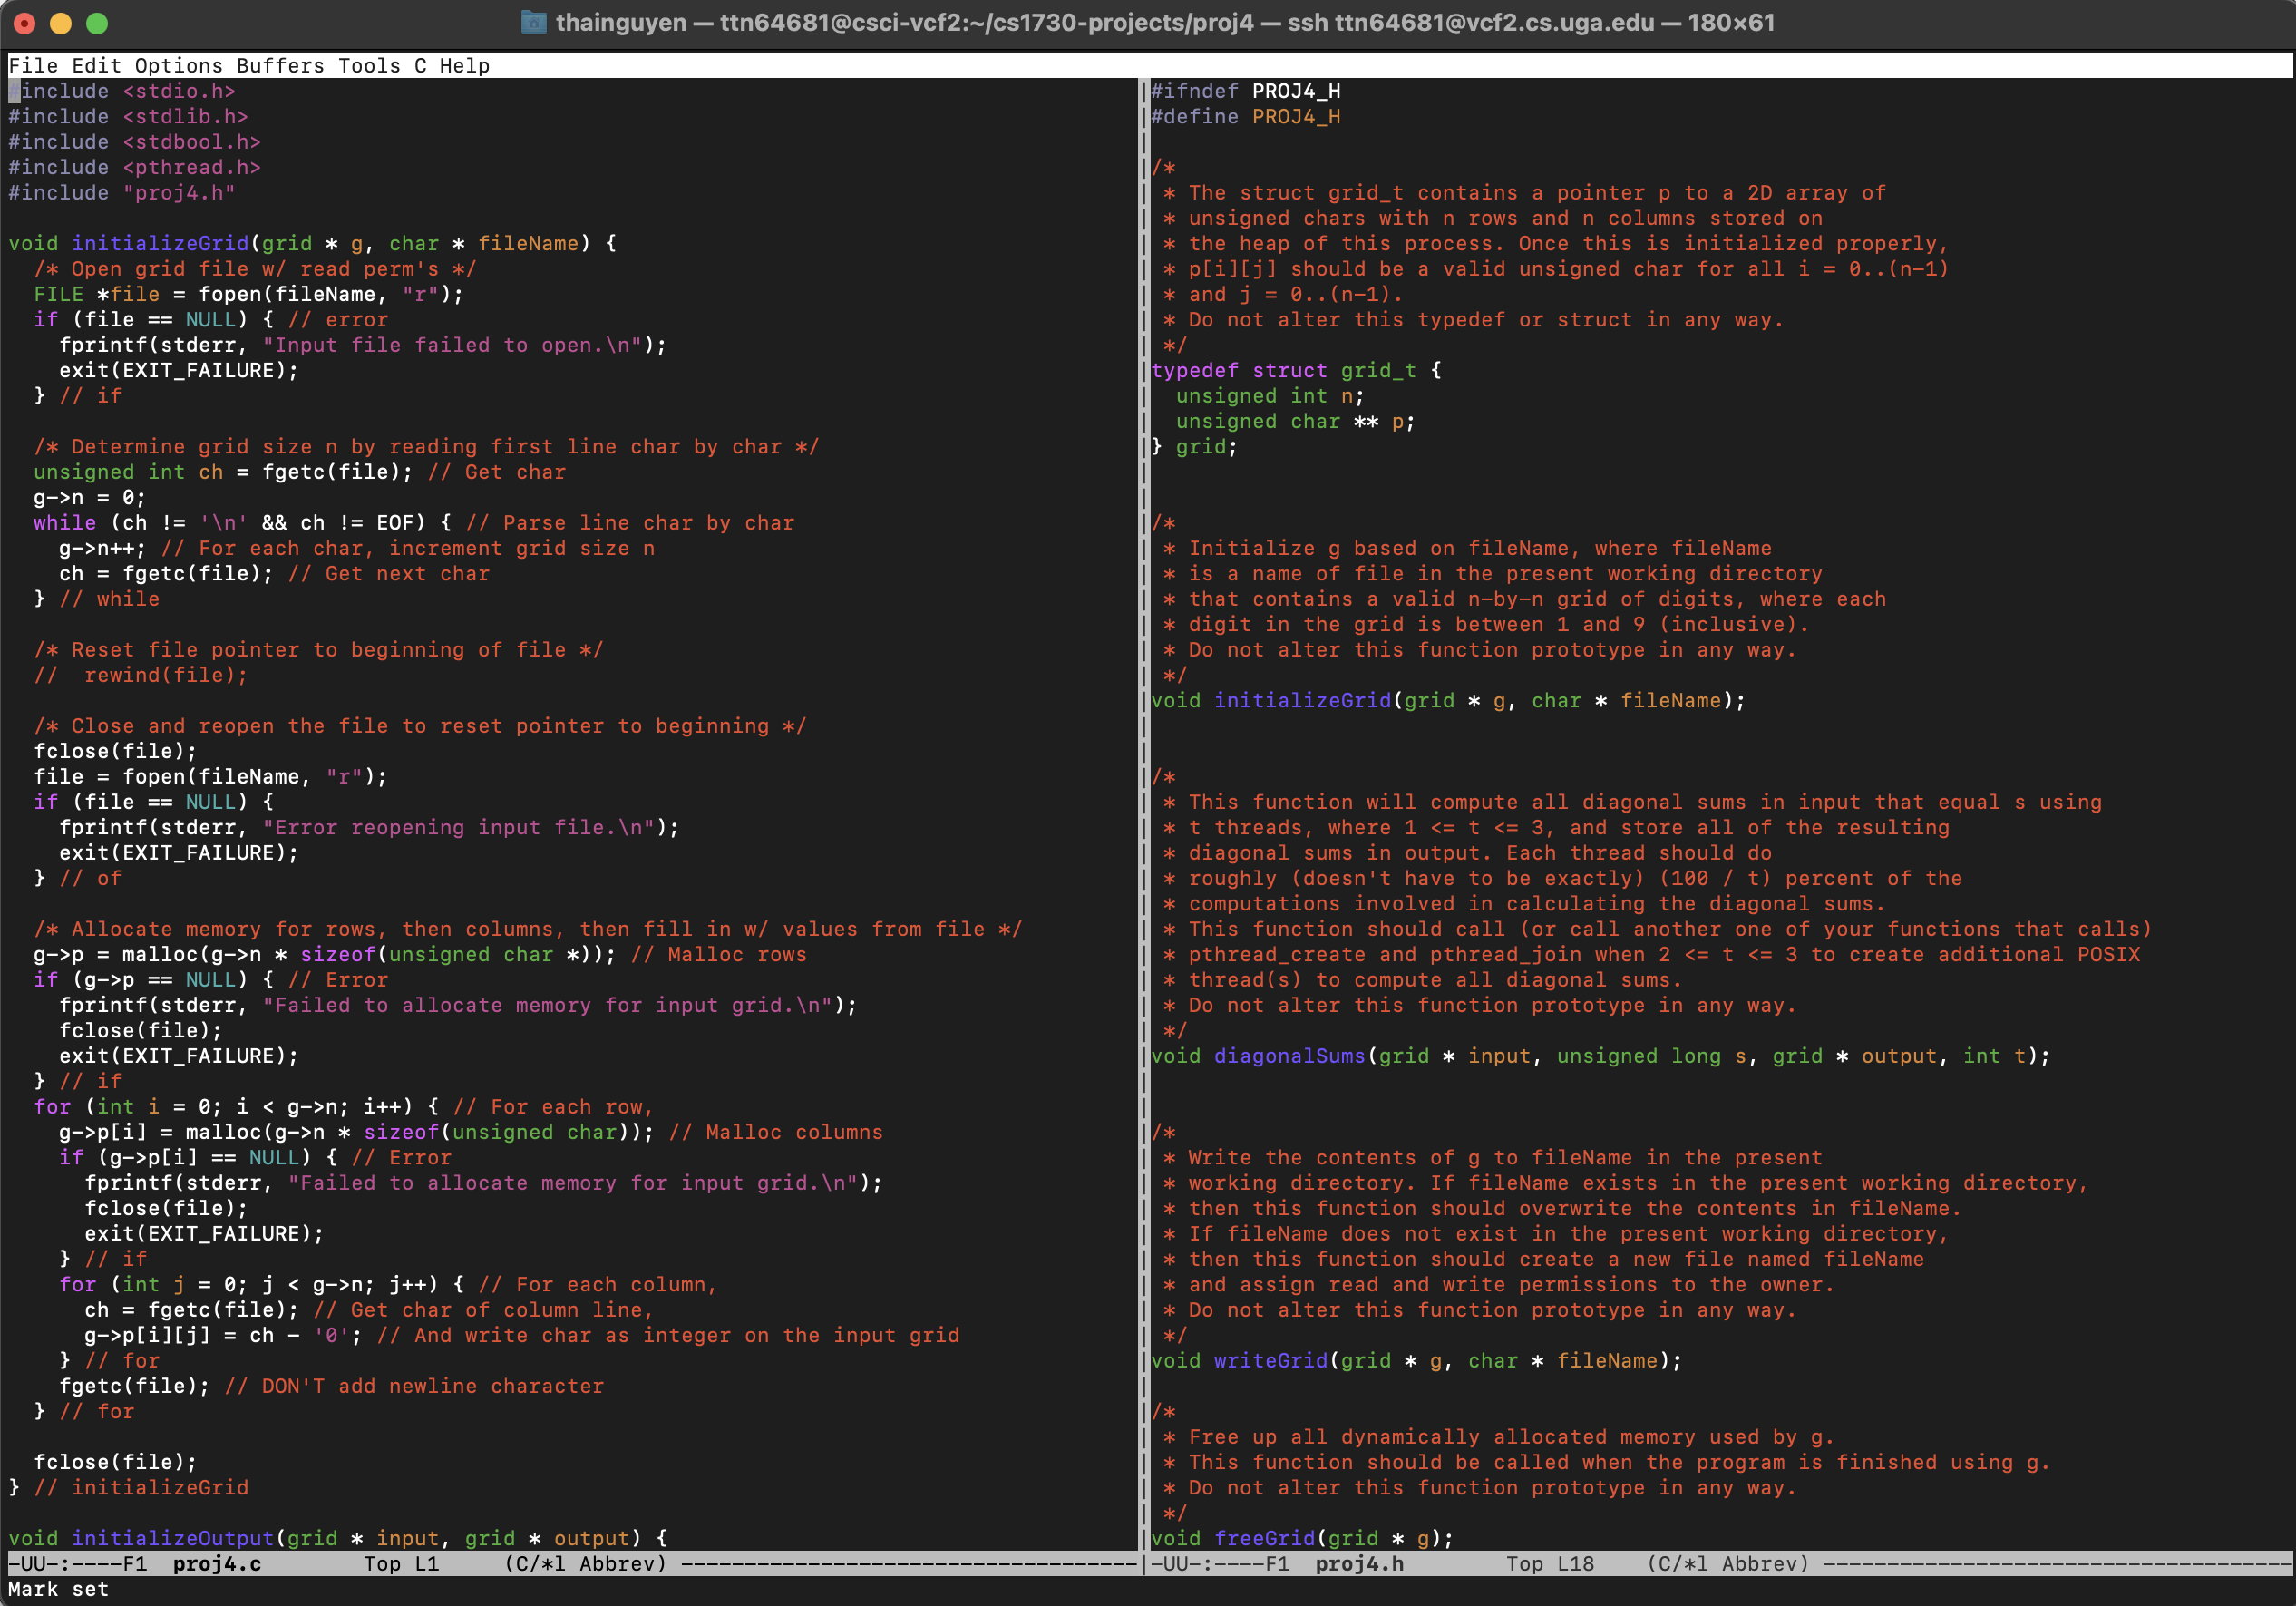 thainguyen — ttn64681@csci-vcf2:~/cs1730-projects/proj4 — ssh ttn64681@vcf2.cs.uga.edu — 180×61
File Edit Options Buffers Tools C Help
#include <stdio.h>
#include <stdlib.h>
#include <stdbool.h>
#include <pthread.h>
#include "proj4.h"

void initializeGrid(grid * g, char * fileName) {
  /* Open grid file w/ read perm's */
  FILE *file = fopen(fileName, "r");
  if (file == NULL) { // error
    fprintf(stderr, "Input file failed to open.\n");
    exit(EXIT_FAILURE);
  } // if

  /* Determine grid size n by reading first line char by char */
  unsigned int ch = fgetc(file); // Get char
  g->n = 0;
  while (ch != '\n' && ch != EOF) { // Parse line char by char
    g->n++; // For each char, increment grid size n
    ch = fgetc(file); // Get next char
  } // while

  /* Reset file pointer to beginning of file */
  //  rewind(file);

  /* Close and reopen the file to reset pointer to beginning */
  fclose(file);
  file = fopen(fileName, "r");
  if (file == NULL) {
    fprintf(stderr, "Error reopening input file.\n");
    exit(EXIT_FAILURE);
  } // of

  /* Allocate memory for rows, then columns, then fill in w/ values from file */
  g->p = malloc(g->n * sizeof(unsigned char *)); // Malloc rows
  if (g->p == NULL) { // Error
    fprintf(stderr, "Failed to allocate memory for input grid.\n");
    fclose(file);
    exit(EXIT_FAILURE);
  } // if
  for (int i = 0; i < g->n; i++) { // For each row,
    g->p[i] = malloc(g->n * sizeof(unsigned char)); // Malloc columns
    if (g->p[i] == NULL) { // Error
      fprintf(stderr, "Failed to allocate memory for input grid.\n");
      fclose(file);
      exit(EXIT_FAILURE);
    } // if
    for (int j = 0; j < g->n; j++) { // For each column,
      ch = fgetc(file); // Get char of column line,
      g->p[i][j] = ch - '0'; // And write char as integer on the input grid
    } // for
    fgetc(file); // DON'T add newline character
  } // for

  fclose(file);
} // initializeGrid

void initializeOutput(grid * input, grid * output) {
-UU-:----F1  proj4.c        Top L1     (C/*l Abbrev) ------------------------------------
#ifndef PROJ4_H
#define PROJ4_H

/*
 * The struct grid_t contains a pointer p to a 2D array of
 * unsigned chars with n rows and n columns stored on
 * the heap of this process. Once this is initialized properly,
 * p[i][j] should be a valid unsigned char for all i = 0..(n-1)
 * and j = 0..(n-1).
 * Do not alter this typedef or struct in any way.
 */
typedef struct grid_t {
  unsigned int n;
  unsigned char ** p;
} grid;

/*
 * Initialize g based on fileName, where fileName
 * is a name of file in the present working directory
 * that contains a valid n-by-n grid of digits, where each
 * digit in the grid is between 1 and 9 (inclusive).
 * Do not alter this function prototype in any way.
 */
void initializeGrid(grid * g, char * fileName);

/*
 * This function will compute all diagonal sums in input that equal s using
 * t threads, where 1 <= t <= 3, and store all of the resulting
 * diagonal sums in output. Each thread should do
 * roughly (doesn't have to be exactly) (100 / t) percent of the
 * computations involved in calculating the diagonal sums.
 * This function should call (or call another one of your functions that calls)
 * pthread_create and pthread_join when 2 <= t <= 3 to create additional POSIX
 * thread(s) to compute all diagonal sums.
 * Do not alter this function prototype in any way.
 */
void diagonalSums(grid * input, unsigned long s, grid * output, int t);

/*
 * Write the contents of g to fileName in the present
 * working directory. If fileName exists in the present working directory,
 * then this function should overwrite the contents in fileName.
 * If fileName does not exist in the present working directory,
 * then this function should create a new file named fileName
 * and assign read and write permissions to the owner.
 * Do not alter this function prototype in any way.
 */
void writeGrid(grid * g, char * fileName);

/*
 * Free up all dynamically allocated memory used by g.
 * This function should be called when the program is finished using g.
 * Do not alter this function prototype in any way.
 */
void freeGrid(grid * g);
-UU-:----F1  proj4.h        Top L18    (C/*l Abbrev) -------------------------------------
Mark set